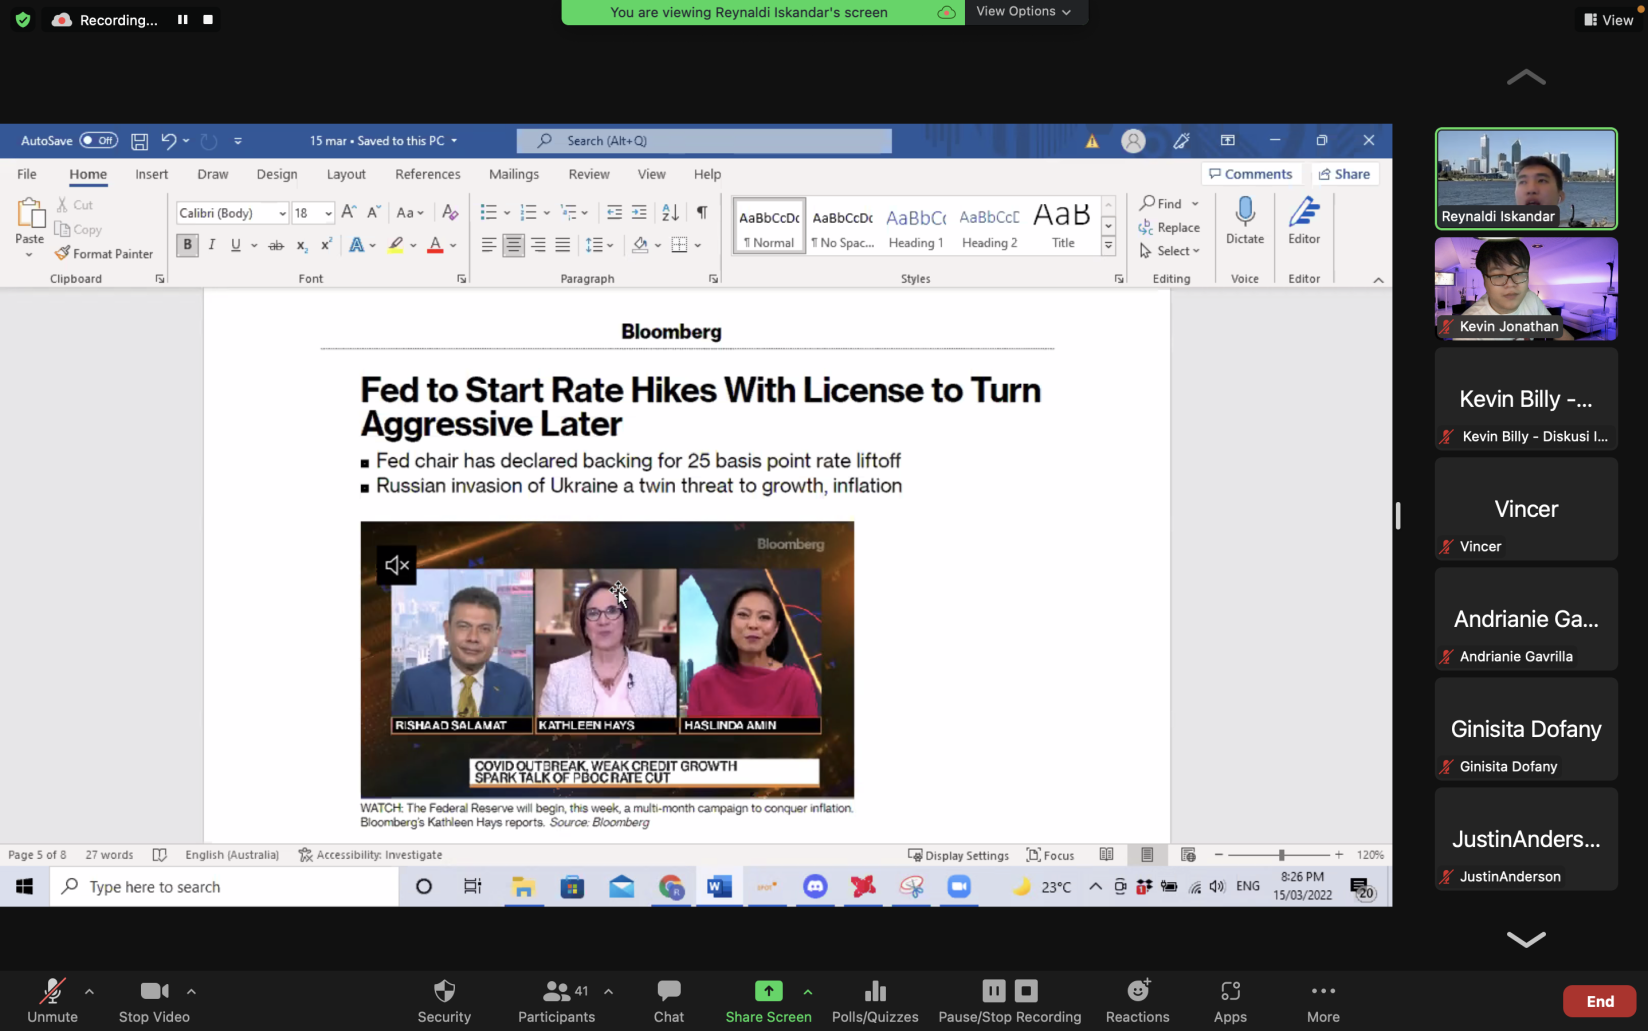 Recording...
You are viewing Reynaldi Iskandar's screen
View Options
View
AutoSave Off
15 mar • Saved to this PC
Search (Alt+Q)
File Home Insert Draw Design Layout References Mailings Review View Help
Comments Share
Paste
Cut
Copy
Format Painter
Clipboard
Calibri (Body) 18
Font
Paragraph
AaBbCcDc AaBbCcDc AaBbC( AaBbCcD AaB
¶ Normal ¶ No Spac... Heading 1 Heading 2 Title
Styles
Find
Replace
Select
Editing
Dictate
Voice
Editor
Editor
Bloomberg
Fed to Start Rate Hikes With License to Turn
Aggressive Later
Fed chair has declared backing for 25 basis point rate liftoff
Russian invasion of Ukraine a twin threat to growth, inflation
Bloomberg
RISHAAD SALAMAT KATHLEEN HAYS HASLINDA AMIN
COVID OUTBREAK, WEAK CREDIT GROWTH
SPARK TALK OF PBOC RATE CUT
WATCH: The Federal Reserve will begin, this week, a multi-month campaign to conquer inflation.
Bloomberg's Kathleen Hays reports. Source: Bloomberg
Page 5 of 8 27 words English (Australia) Accessibility: Investigate
Display Settings Focus 120%
Type here to search
23°C ENG
8:26 PM
15/03/2022
20
Reynaldi Iskandar
Kevin Jonathan
Kevin Billy -...
Kevin Billy - Diskusi I...
Vincer
Vincer
Andrianie Ga...
Andrianie Gavrilla
Ginisita Dofany
Ginisita Dofany
JustinAnders...
JustinAnderson
Unmute Stop Video Security Participants 41 Chat Share Screen Polls/Quizzes Pause/Stop Recording Reactions Apps More End